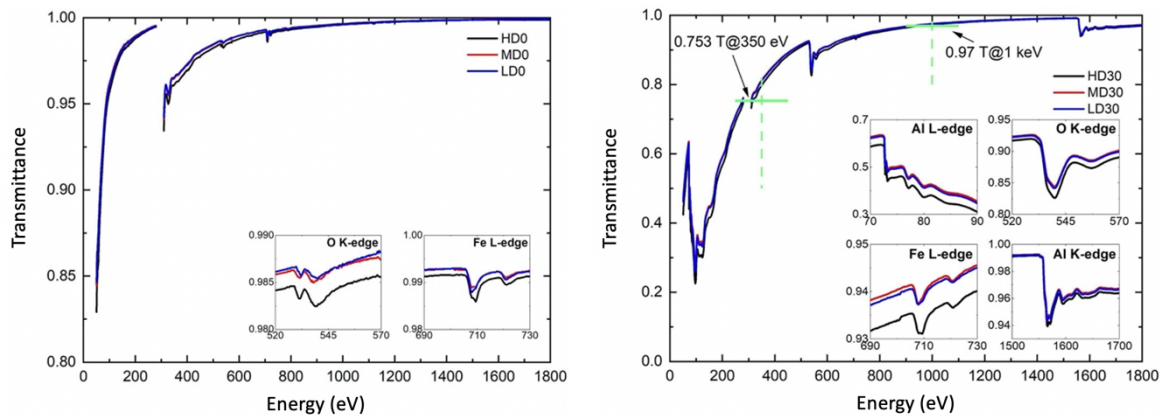 1.00
0.95
0.90
0.85
0.80
0 200 400 600 800 1000 1200 1400 1600 1800
Transmittance
Energy (eV)
HD0
MD0
LD0
O K-edge
0.990
0.985
0.980
520 545 570
Fe L-edge
1.00
0.99
0.98
690 710 730
1.0
0.8
0.6
0.4
0.2
0.0
0 200 400 600 800 1000 1200 1400 1600 1800
Transmittance
Energy (eV)
0.753 T@350 eV
0.97 T@1 keV
HD30
MD30
LD30
Al L-edge
0.7
0.5
0.3
70 80 90
O K-edge
0.95
0.90
0.85
0.80
520 545 570
Fe L-edge
0.95
0.94
0.93
690 710 730
Al K-edge
1.00
0.98
0.96
0.94
1500 1600 1700